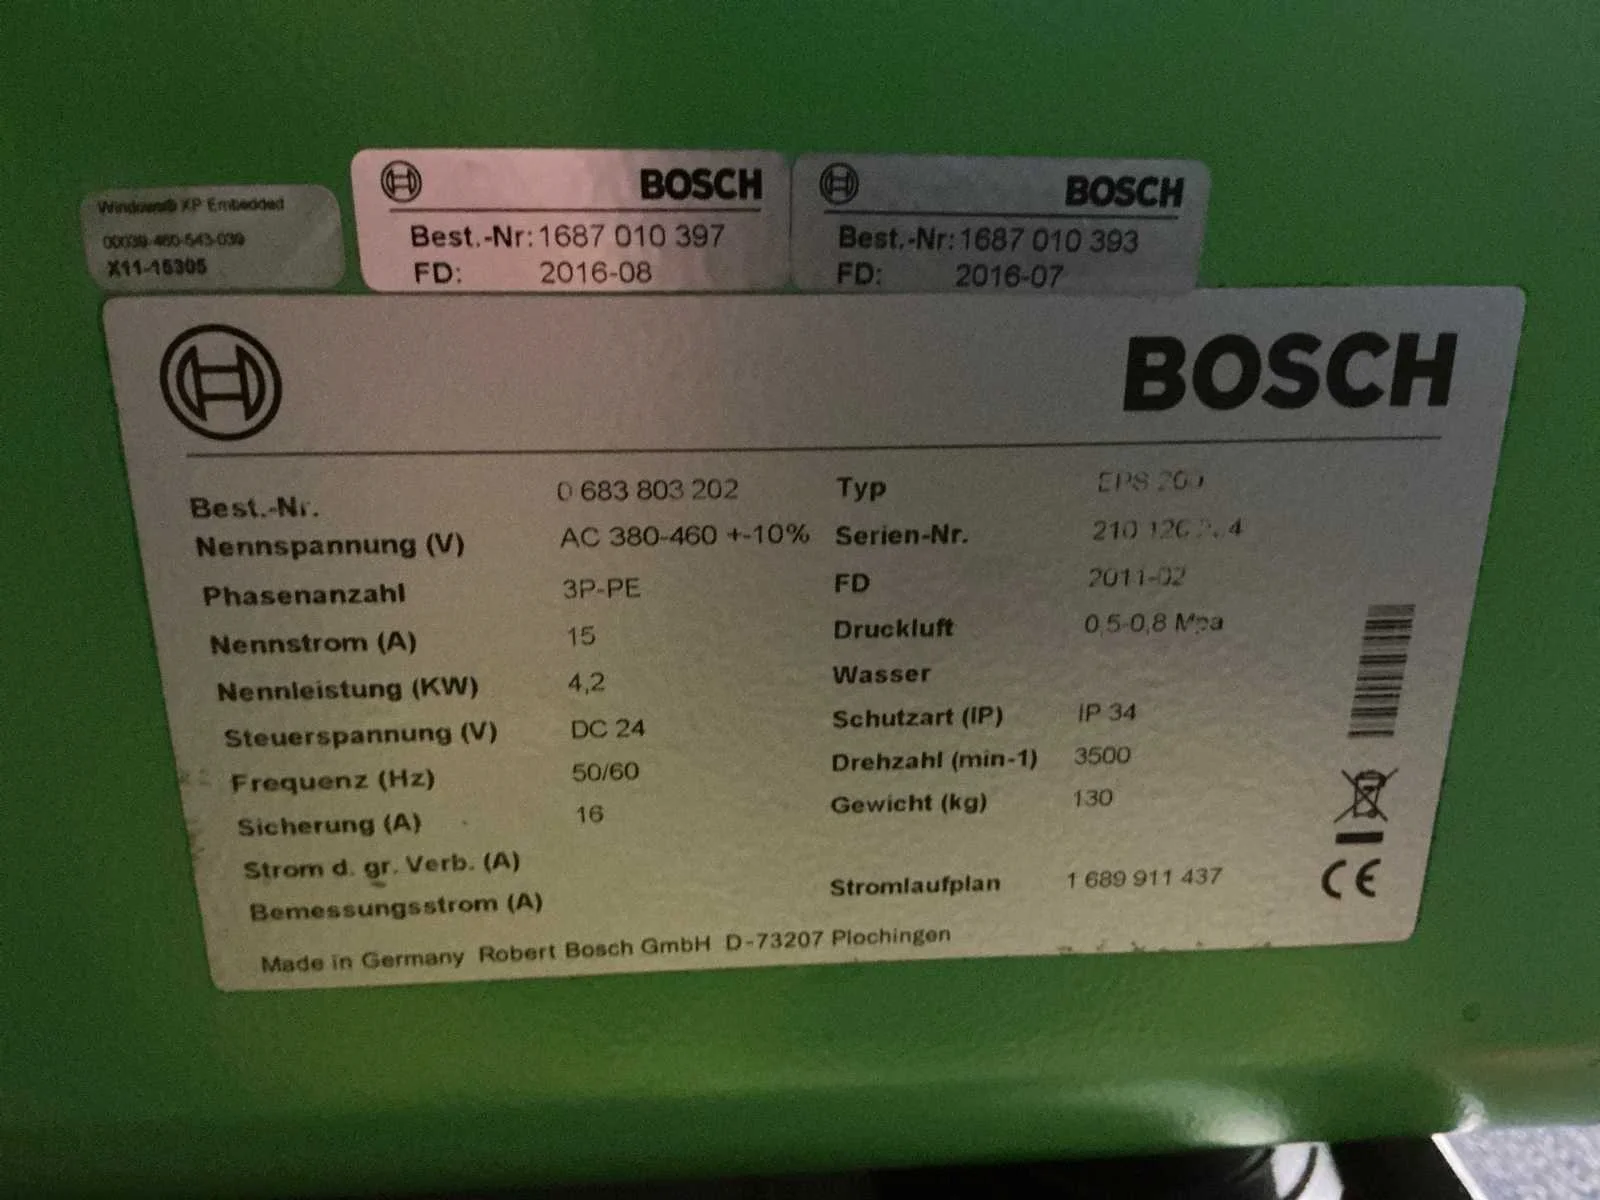 Windows® XP Embedded
00039-460-543-039
X11-15305
BOSCH
Best.-Nr: 1687 010 397
FD: 2016-08
BOSCH
Best.-Nr: 1687 010 393
FD: 2016-07
BOSCH
Best.-Nr. 0 683 803 202
Nennspannung (V) AC 380-460 +-10%
Phasenanzahl 3P-PE
Nennstrom (A) 15
Nennleistung (KW) 4,2
Steuerspannung (V) DC 24
Frequenz (Hz) 50/60
Sicherung (A) 16
Strom d. gr. Verb. (A)
Bemessungsstrom (A)
Typ EPS 200
Serien-Nr. 210
FD 2011-02
Druckluft 0,5-0,8 Mpa
Wasser
Schutzart (IP) IP 34
Drehzahl (min-1) 3500
Gewicht (kg) 130
Stromlaufplan 1 689 911 437
CE
Made in Germany Robert Bosch GmbH D-73207 Plochingen